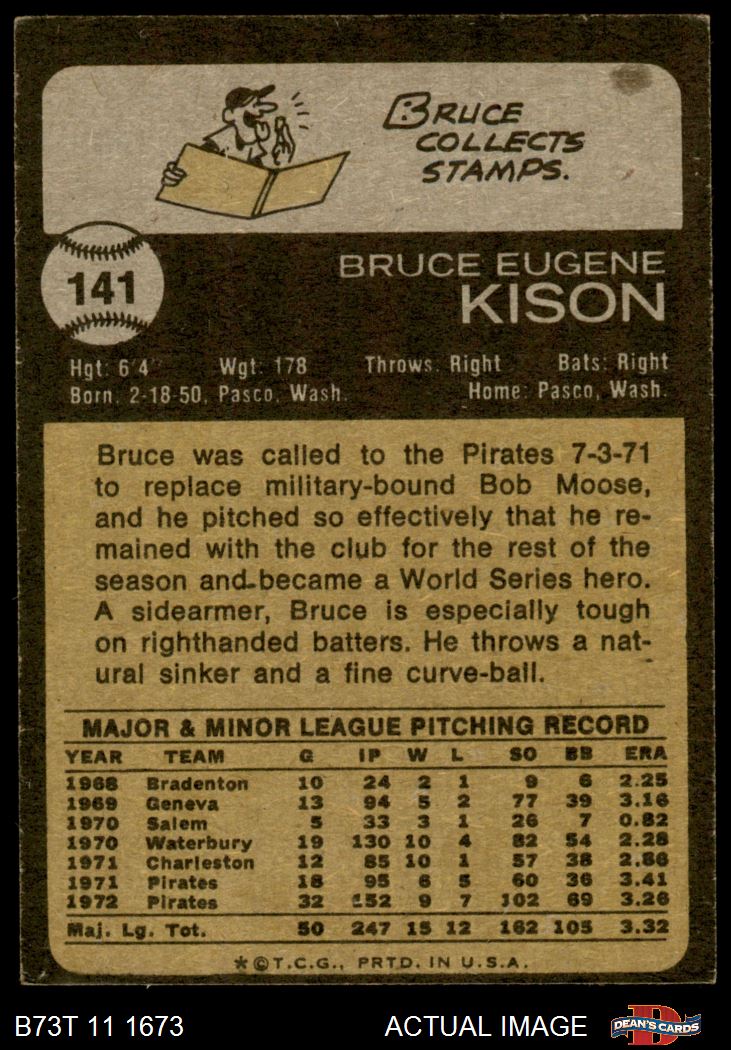 BRUCE
COLLECTS
STAMPS.
141
BRUCE EUGENE
KISON
Hgt: 6'4" Wgt: 178 Throws: Right Bats: Right
Born: 2-18-50, Pasco, Wash. Home: Pasco, Wash.
Bruce was called to the Pirates 7-3-71
to replace military-bound Bob Moose,
and he pitched so effectively that he re-
mained with the club for the rest of the
season and became a World Series hero.
A sidearmer, Bruce is especially tough
on righthanded batters. He throws a nat-
ural sinker and a fine curve-ball.
MAJOR & MINOR LEAGUE PITCHING RECORD
YEAR TEAM G IP W L SO BB ERA
1968 Bradenton 10 24 2 1 9 6 2.25
1969 Geneva 13 94 5 2 77 39 3.16
1970 Salem 5 33 3 1 26 7 0.82
1970 Waterbury 19 130 10 4 82 54 2.28
1971 Charleston 12 85 10 1 57 38 2.86
1971 Pirates 18 95 6 5 60 36 3.41
1972 Pirates 32 152 9 7 102 69 3.26
Maj. Lg. Tot. 50 247 15 12 162 105 3.32
*©T.C.G., PRTD. IN U.S.A.
B73T 11 1673 ACTUAL IMAGE DEAN'S CARDS